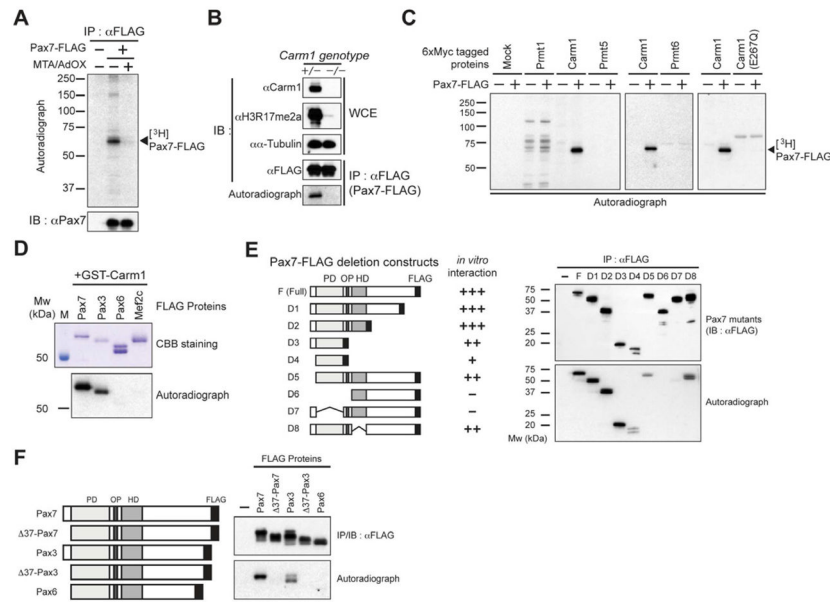 A
IP : αFLAG
Pax7-FLAG – + +
MTA/AdOX – – +
250
150
100
75
50
37
Autoradiograph
[³H]
Pax7-FLAG
IB : αPax7
B
Carm1 genotype
+/– –/–
IB :
αCarm1
αH3R17me2a
αα-Tubulin
WCE
αFLAG
Autoradiograph
IP : αFLAG
(Pax7-FLAG)
C
6xMyc tagged
proteins
Mock
Prmt1
Carm1
Prmt5
Carm1
Prmt6
Carm1
Carm1
(E267Q)
Pax7-FLAG – + – + – + – + – + – + – + – +
150
100
75
50
[³H]
Pax7-FLAG
Autoradiograph
D
+GST-Carm1
Mw
(kDa)
M
Pax7
Pax3
Pax6
Mef2c
FLAG Proteins
50
CBB staining
50
Autoradiograph
E
Pax7-FLAG deletion constructs
in vitro
interaction
PD OP HD FLAG
F (Full) +++
D1 +++
D2 +++
D3 ++
D4 +
D5 ++
D6 –
D7 –
D8 ++
IP : αFLAG
– F D1 D2 D3 D4 D5 D6 D7 D8
75
50
37
25
20
15
Pax7 mutants
(IB : αFLAG)
75
50
37
25
20
15
Autoradiograph
Mw (kDa)
F
PD OP HD FLAG
Pax7
Δ37-Pax7
Pax3
Δ37-Pax3
Pax6
FLAG Proteins
–
Pax7
Δ37-Pax7
Pax3
Δ37-Pax3
Pax6
IP/IB : αFLAG
Autoradiograph